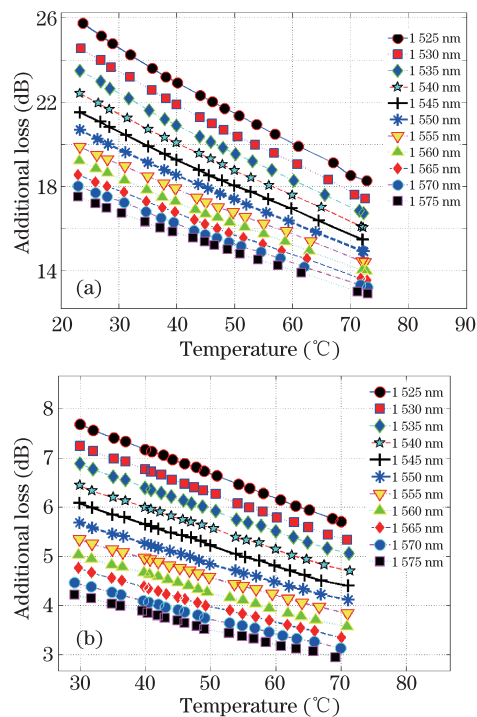 26
22
18
14
Additional loss (dB)
(a)
1 525 nm
1 530 nm
1 535 nm
1 540 nm
1 545 nm
1 550 nm
1 555 nm
1 560 nm
1 565 nm
1 570 nm
1 575 nm
20 30 40 50 60 70 80 90
Temperature (℃)
8
7
6
5
4
3
Additional loss (dB)
(b)
1 525 nm
1 530 nm
1 535 nm
1 540 nm
1 545 nm
1 550 nm
1 555 nm
1 560 nm
1 565 nm
1 570 nm
1 575 nm
30 40 50 60 70 80
Temperature (℃)